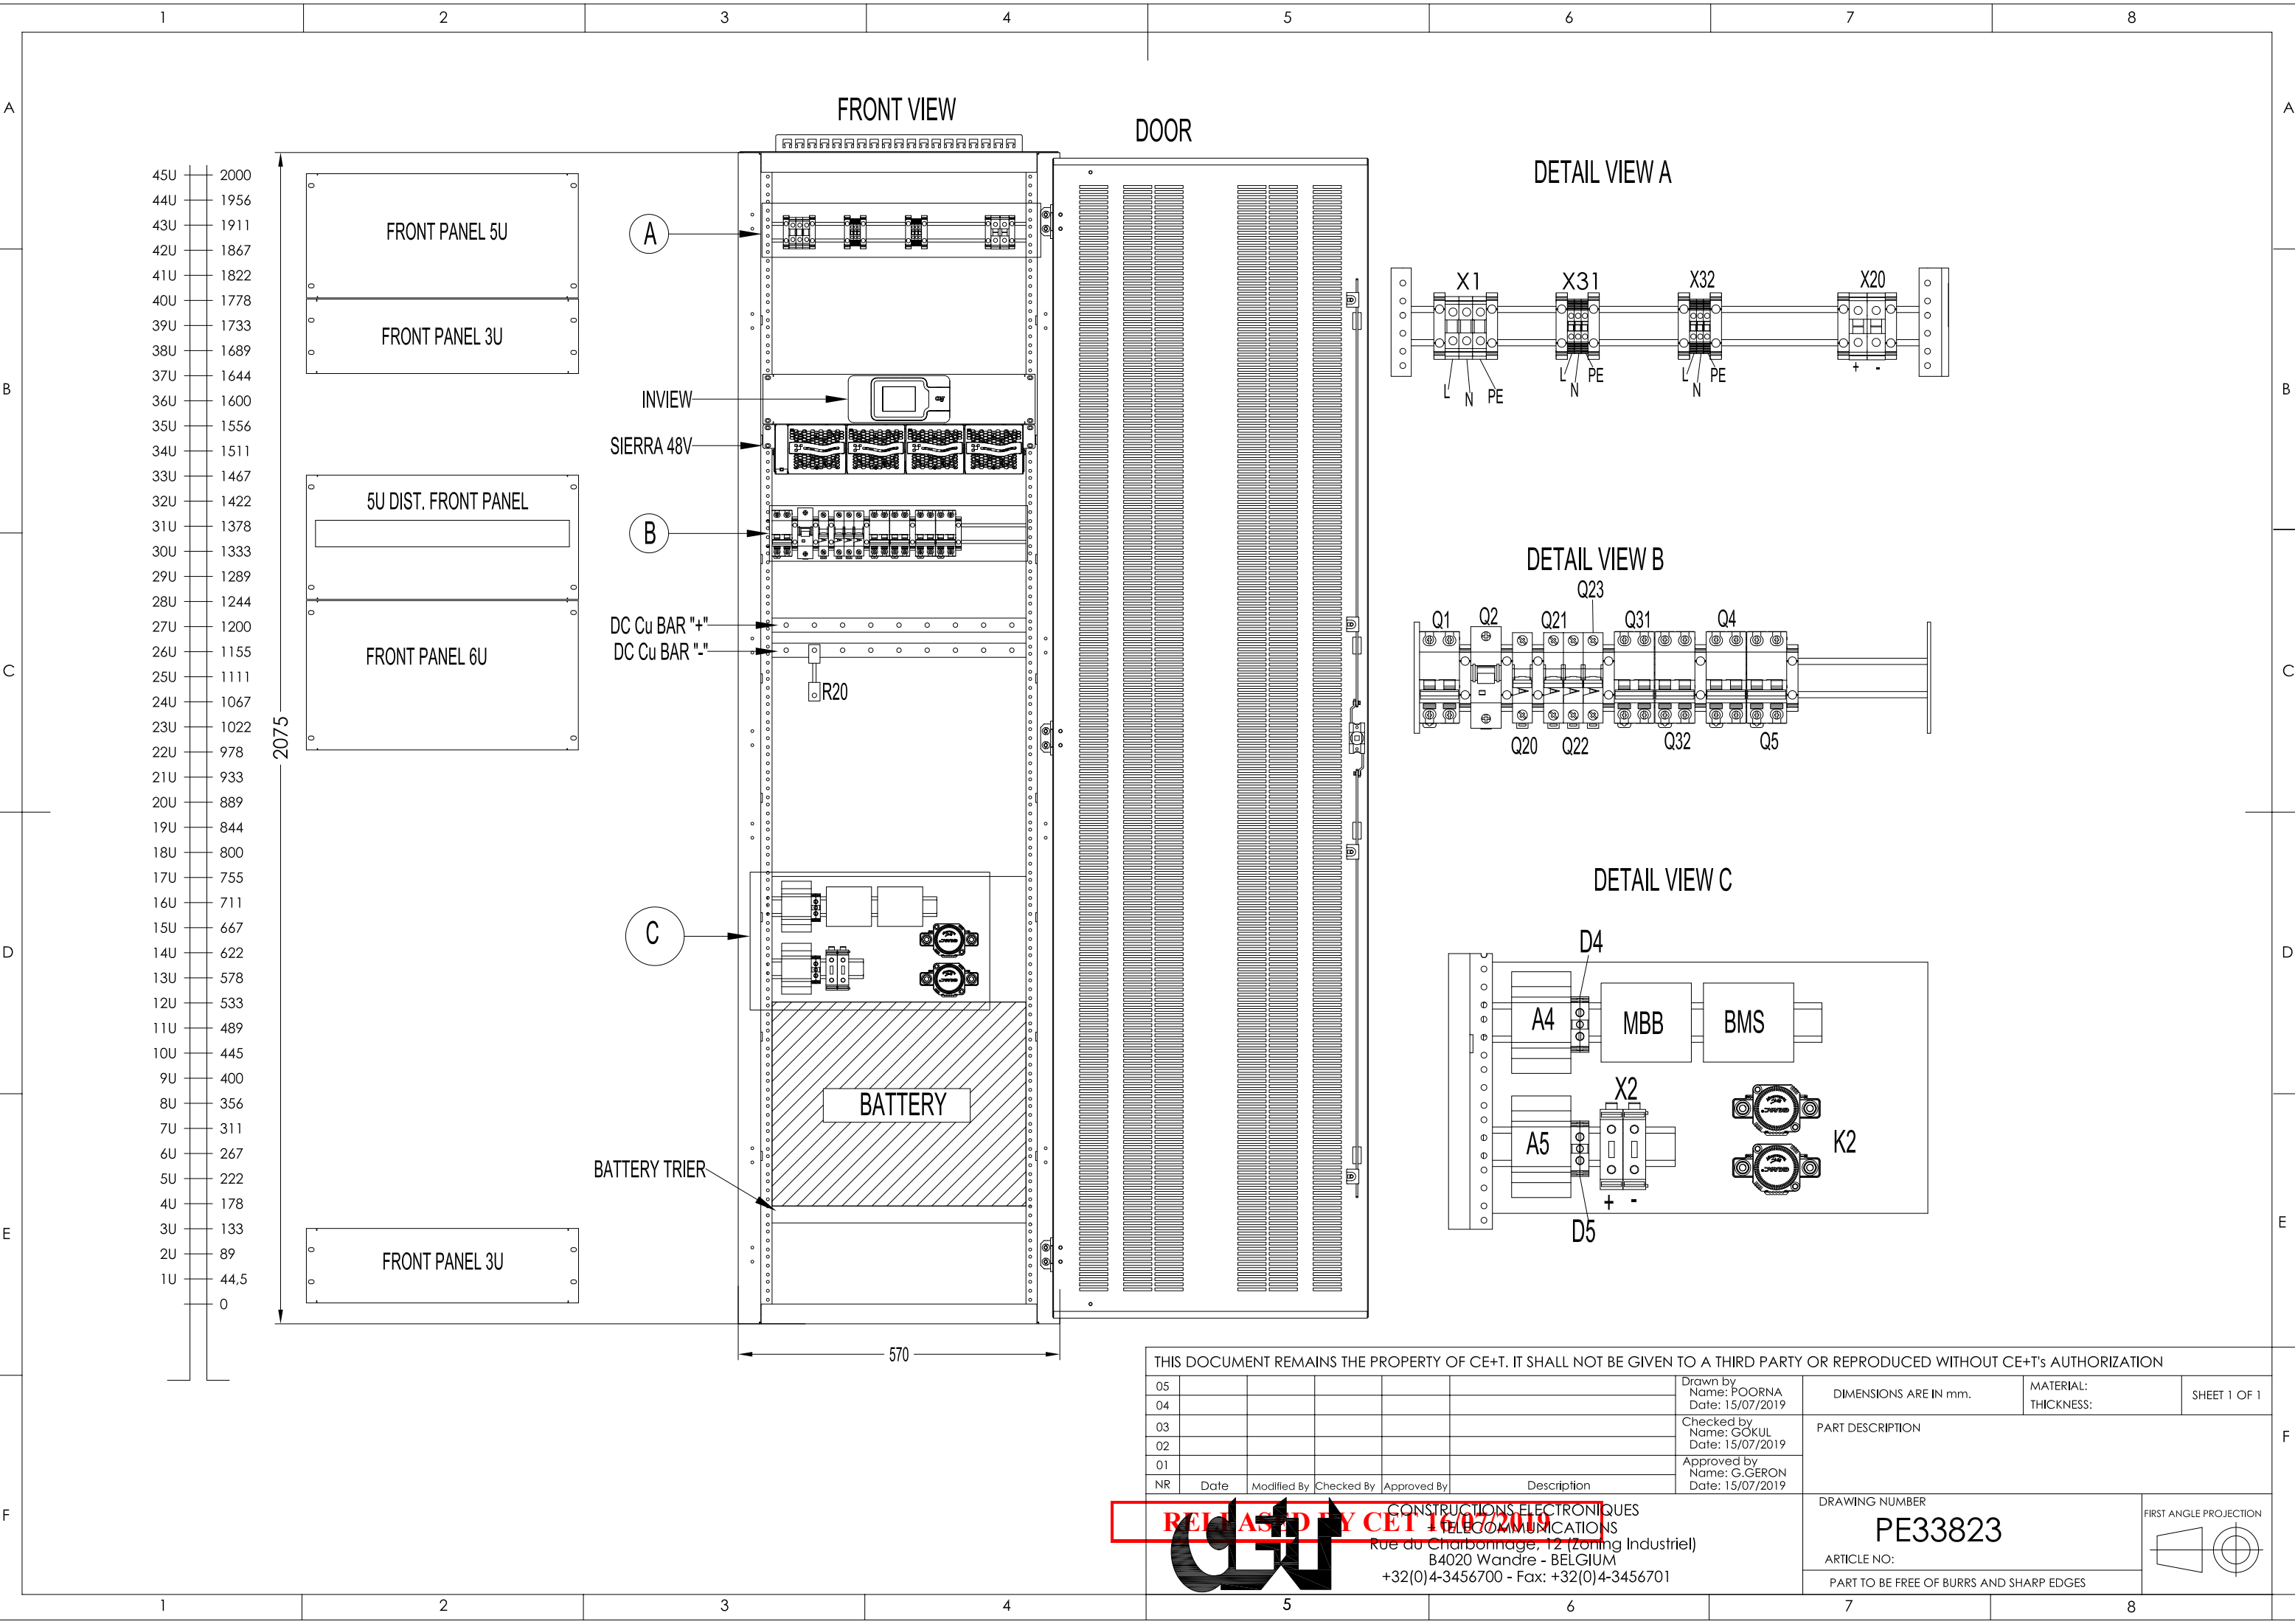 1 2 3 4 5 6 7 8
A A
B B
C C
D D
E E
F F
F
FRONT VIEW
DOOR
DETAIL VIEW A
45U 2000
44U 1956
43U 1911
42U 1867
41U 1822
40U 1778
39U 1733
38U 1689
37U 1644
36U 1600
35U 1556
34U 1511
33U 1467
32U 1422
31U 1378
30U 1333
29U 1289
28U 1244
27U 1200
26U 1155
25U 1111
24U 1067
23U 1022
22U 978
21U 933
20U 889
19U 844
18U 800
17U 755
16U 711
15U 667
14U 622
13U 578
12U 533
11U 489
10U 445
9U 400
8U 356
7U 311
6U 267
5U 222
4U 178
3U 133
2U 89
1U 44,5
0
2075
FRONT PANEL 5U
FRONT PANEL 3U
5U DIST. FRONT PANEL
FRONT PANEL 6U
FRONT PANEL 3U
A
INVIEW
SIERRA 48V
B
DC Cu BAR "+"
DC Cu BAR "-"
R20
C
BATTERY
BATTERY TRIER
570
X1 X31 X32 X20
L N PE
L N PE
L N PE
+ -
DETAIL VIEW B
Q23
Q1 Q2 Q21 Q31 Q4
Q20 Q22 Q32 Q5
DETAIL VIEW C
D4
A4 MBB BMS
X2
A5 K2
+ -
D5
THIS DOCUMENT REMAINS THE PROPERTY OF CE+T. IT SHALL NOT BE GIVEN TO A THIRD PARTY OR REPRODUCED WITHOUT CE+T's AUTHORIZATION
05
04
03
02
01
NR Date Modified By Checked By Approved By Description
Drawn by
Name: POORNA
Date: 15/07/2019
Checked by
Name: GOKUL
Date: 15/07/2019
Approved by
Name: G.GERON
Date: 15/07/2019
DIMENSIONS ARE IN mm.
MATERIAL:
THICKNESS:
SHEET 1 OF 1
PART DESCRIPTION
RELEASED BY CET 16/07/2019
CONSTRUCTIONS ELECTRONIQUES
+ TELECOMMUNICATIONS
Rue du Charbonnage, 12 (Zoning Industriel)
B4020 Wandre - BELGIUM
+32(0)4-3456700 - Fax: +32(0)4-3456701
DRAWING NUMBER
PE33823
ARTICLE NO:
PART TO BE FREE OF BURRS AND SHARP EDGES
FIRST ANGLE PROJECTION
1 2 3 4 5 6 7 8